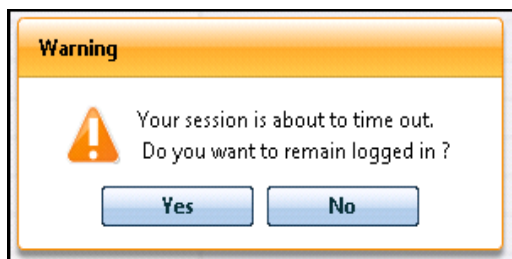 Warning
Your session is about to time out.
Do you want to remain logged in ?
Yes No